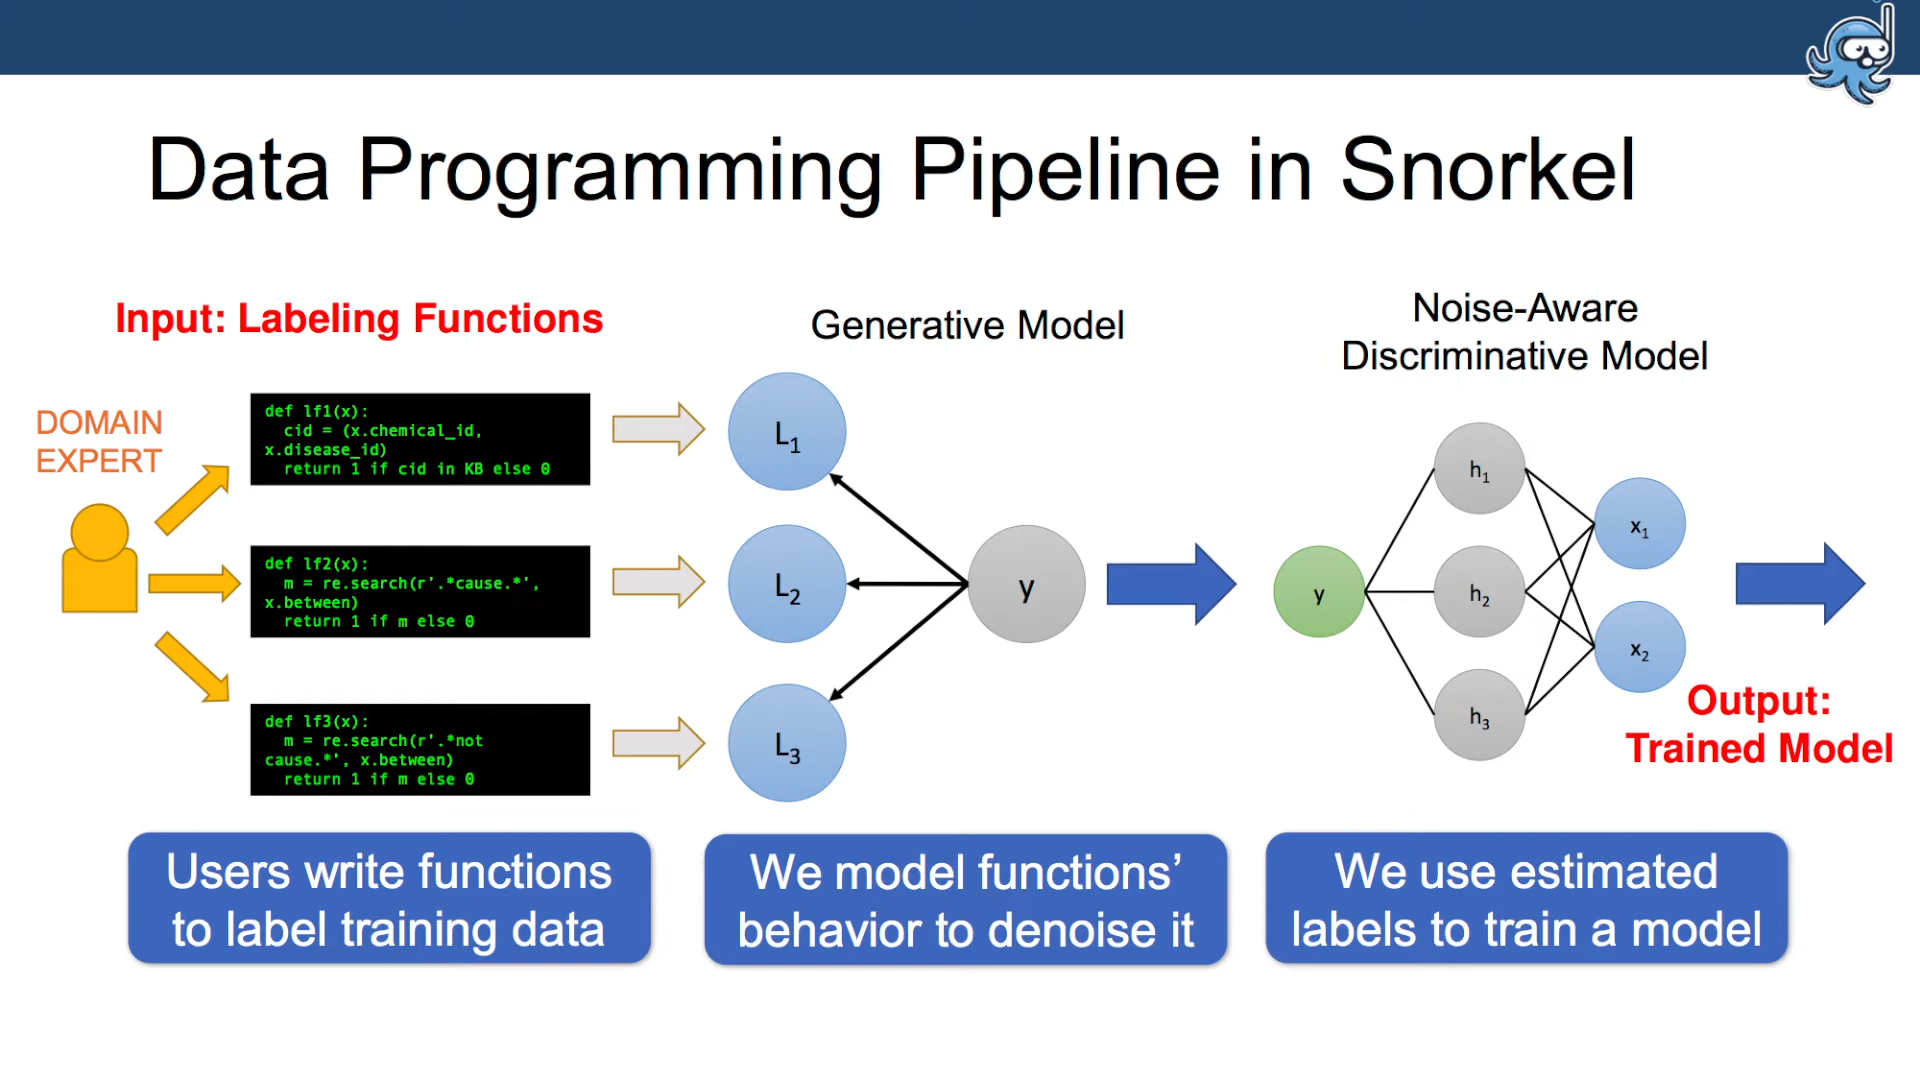 Data Programming Pipeline in Snorkel
Input: Labeling Functions
DOMAIN
EXPERT
def lf1(x):
  cid = (x.chemical_id,
x.disease_id)
  return 1 if cid in KB else 0
def lf2(x):
  m = re.search(r'.*cause.*',
x.between)
  return 1 if m else 0
def lf3(x):
  m = re.search(r'.*not
cause.*', x.between)
  return 1 if m else 0
Users write functions
to label training data
Generative Model
L1
L2
L3
y
We model functions’
behavior to denoise it
Noise-Aware
Discriminative Model
y
h1
h2
h3
x1
x2
Output:
Trained Model
We use estimated
labels to train a model